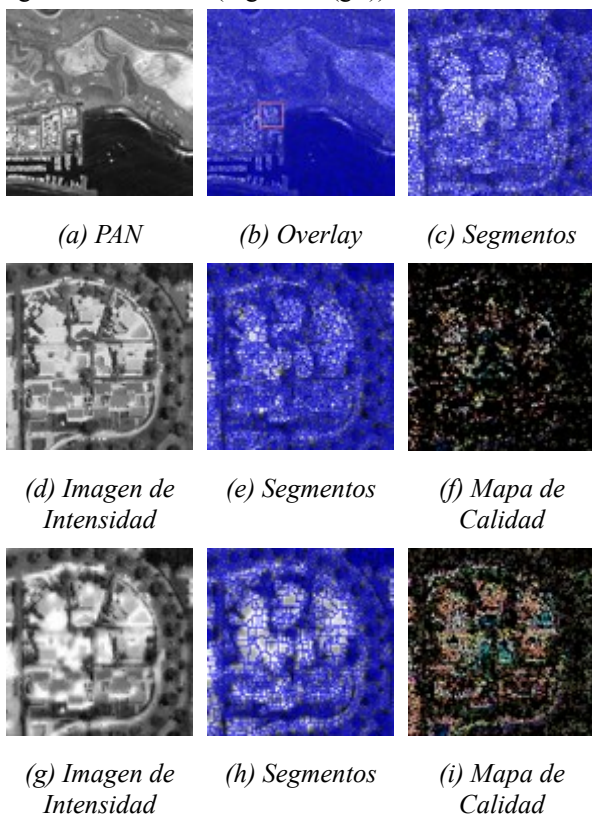 (a) PAN (b) Overlay (c) Segmentos
(d) Imagen de Intensidad (e) Segmentos (f) Mapa de Calidad
(g) Imagen de Intensidad (h) Segmentos (i) Mapa de Calidad